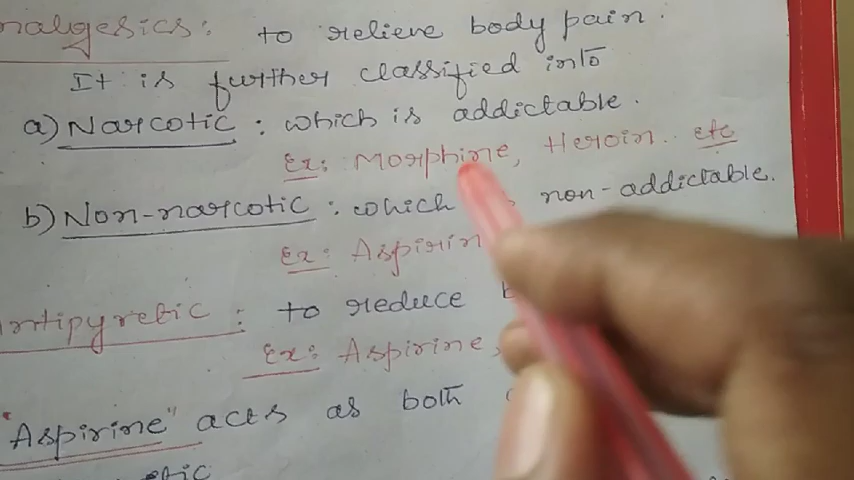 nalgesics: to relieve body pain.
It is further classified into
a) Narcotic : which is addictable.
Ex: Morphine, Heroin.. etc
b) Non-narcotic : which non-addictable.
Ex: Aspirin
ntipyretic : to reduce
Ex: Aspirine,
"Aspirine" acts as both
etic